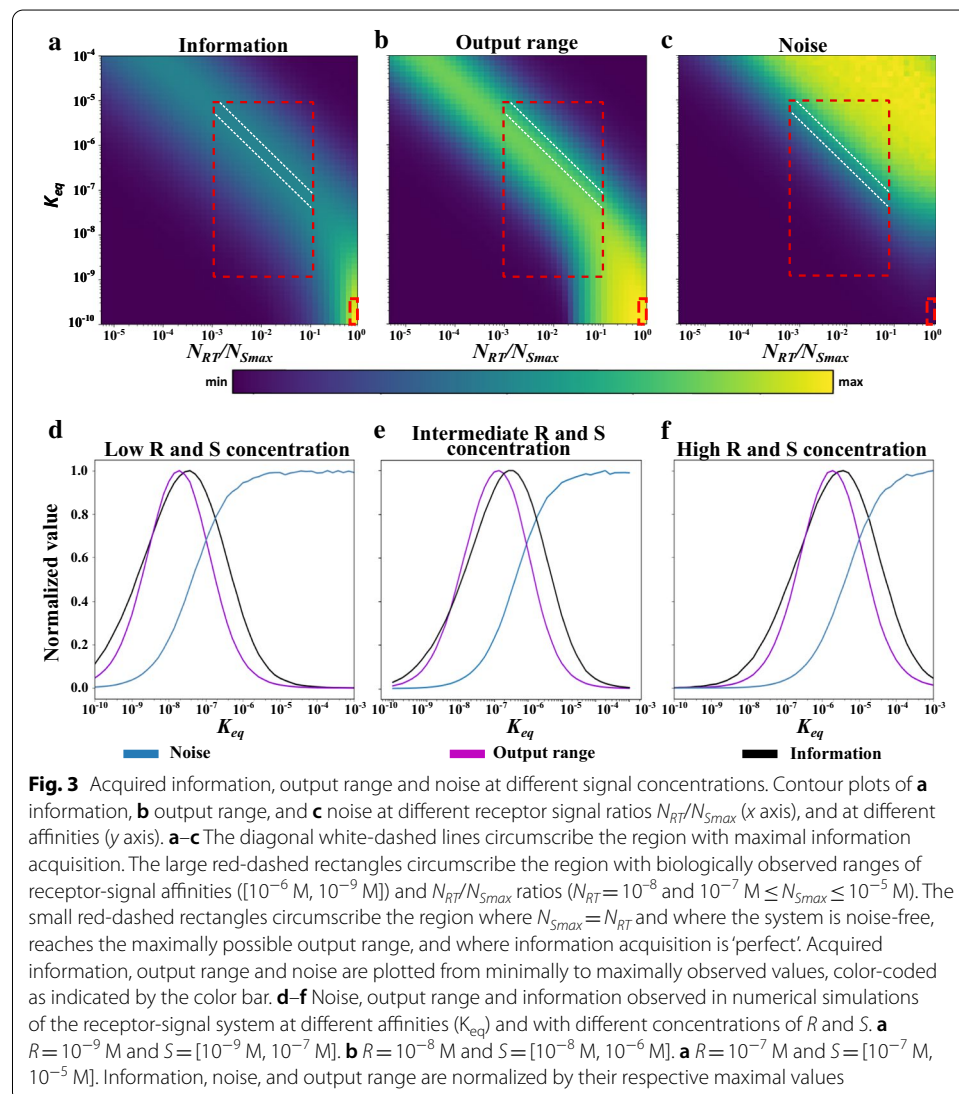 a Information
b Output range
c Noise
10⁻⁴
10⁻⁵
10⁻⁶
10⁻⁷
10⁻⁸
10⁻⁹
10⁻¹⁰
K_eq
10⁻⁵ 10⁻³ 10⁻² 10⁻¹ 10⁰
10⁻⁵ 10⁻³ 10⁻² 10⁻¹ 10⁰
10⁻⁵ 10⁻³ 10⁻² 10⁻¹ 10⁰
N_RT/N_Smax
N_RT/N_Smax
N_RT/N_Smax
min
max
d Low R and S concentration
e Intermediate R and S
concentration
f High R and S concentration
Normalized value
1.0
0.8
0.6
0.4
0.2
0.0
10⁻¹⁰ 10⁻⁹ 10⁻⁸ 10⁻⁷ 10⁻⁶ 10⁻⁵ 10⁻⁴ 10⁻³
10⁻¹⁰ 10⁻⁹ 10⁻⁸ 10⁻⁷ 10⁻⁶ 10⁻⁵ 10⁻⁴ 10⁻³
10⁻¹⁰ 10⁻⁹ 10⁻⁸ 10⁻⁷ 10⁻⁶ 10⁻⁵ 10⁻⁴ 10⁻³
K_eq
K_eq
K_eq
Noise
Output range
Information
Fig. 3 Acquired information, output range and noise at different signal concentrations. Contour plots of a
information, b output range, and c noise at different receptor signal ratios N_RT/N_Smax (x axis), and at different
affinities (y axis). a–c The diagonal white-dashed lines circumscribe the region with maximal information
acquisition. The large red-dashed rectangles circumscribe the region with biologically observed ranges of
receptor-signal affinities ([10⁻⁶ M, 10⁻⁹ M]) and N_RT/N_Smax ratios (N_RT = 10⁻⁸ and 10⁻⁷ M ≤ N_Smax ≤ 10⁻⁵ M). The
small red-dashed rectangles circumscribe the region where N_Smax = N_RT and where the system is noise-free,
reaches the maximally possible output range, and where information acquisition is ‘perfect’. Acquired
information, output range and noise are plotted from minimally to maximally observed values, color-coded
as indicated by the color bar. d–f Noise, output range and information observed in numerical simulations
of the receptor-signal system at different affinities (K_eq) and with different concentrations of R and S. a
R = 10⁻⁹ M and S = [10⁻⁹ M, 10⁻⁷ M]. b R = 10⁻⁸ M and S = [10⁻⁸ M, 10⁻⁶ M]. a R = 10⁻⁷ M and S = [10⁻⁷ M,
10⁻⁵ M]. Information, noise, and output range are normalized by their respective maximal values